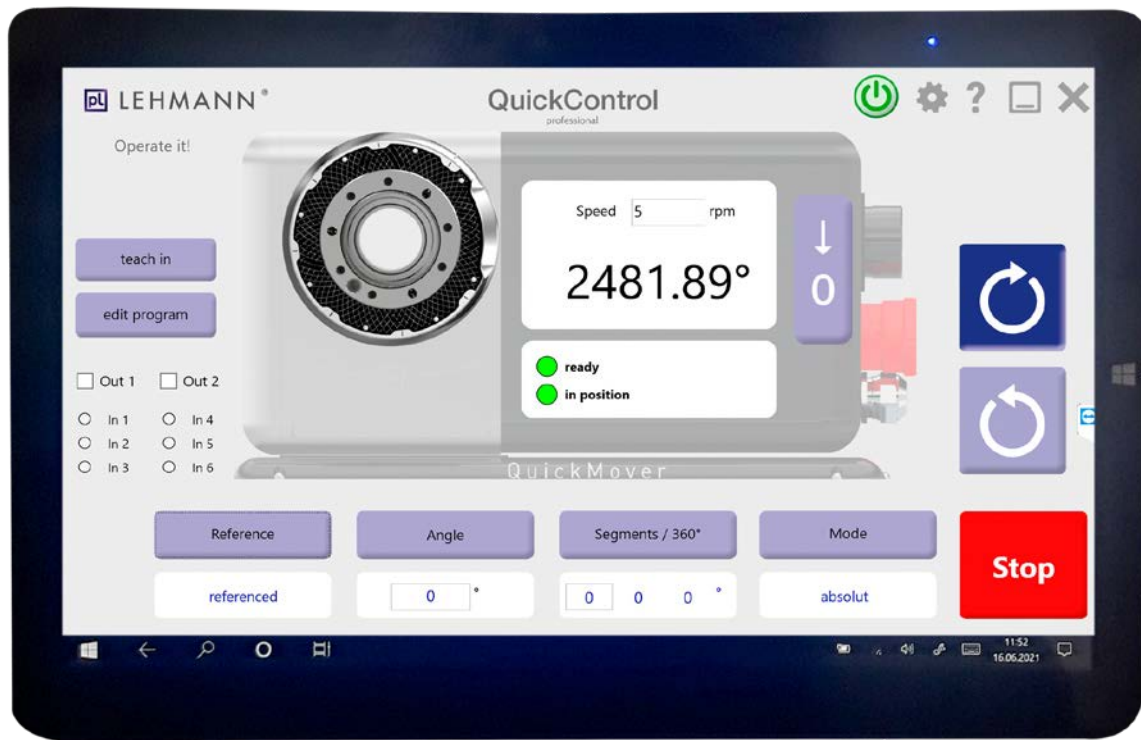 pL LEHMANN®
QuickControl
professional
?
Operate it!
Speed 5 rpm
2481.89°
↓
0
teach in
edit program
ready
in position
Out 1 Out 2
In 1 In 4
In 2 In 5
In 3 In 6
QuickMover
Reference Angle Segments / 360° Mode
Stop
referenced 0 ° 0 0 0 ° absolut
11:52
16.06.2021